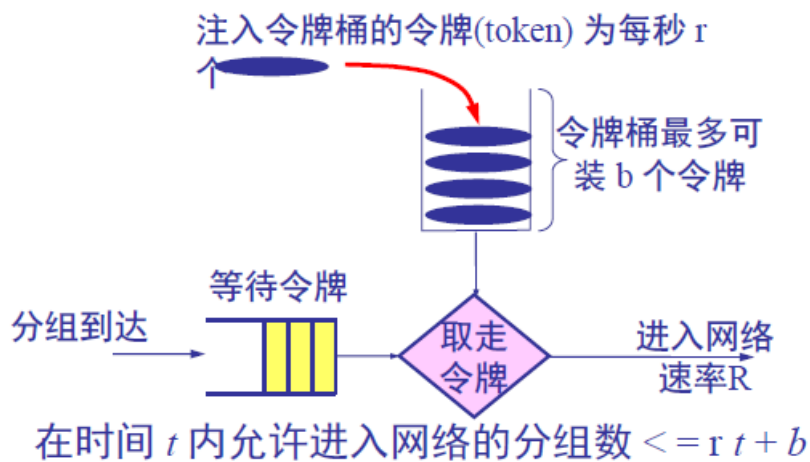 注入令牌桶的令牌(token) 为每秒 r
个
令牌桶最多可
装 b 个令牌
等待令牌
分组到达
取走
令牌
进入网络
速率R
在时间 t 内允许进入网络的分组数 < = r t + b